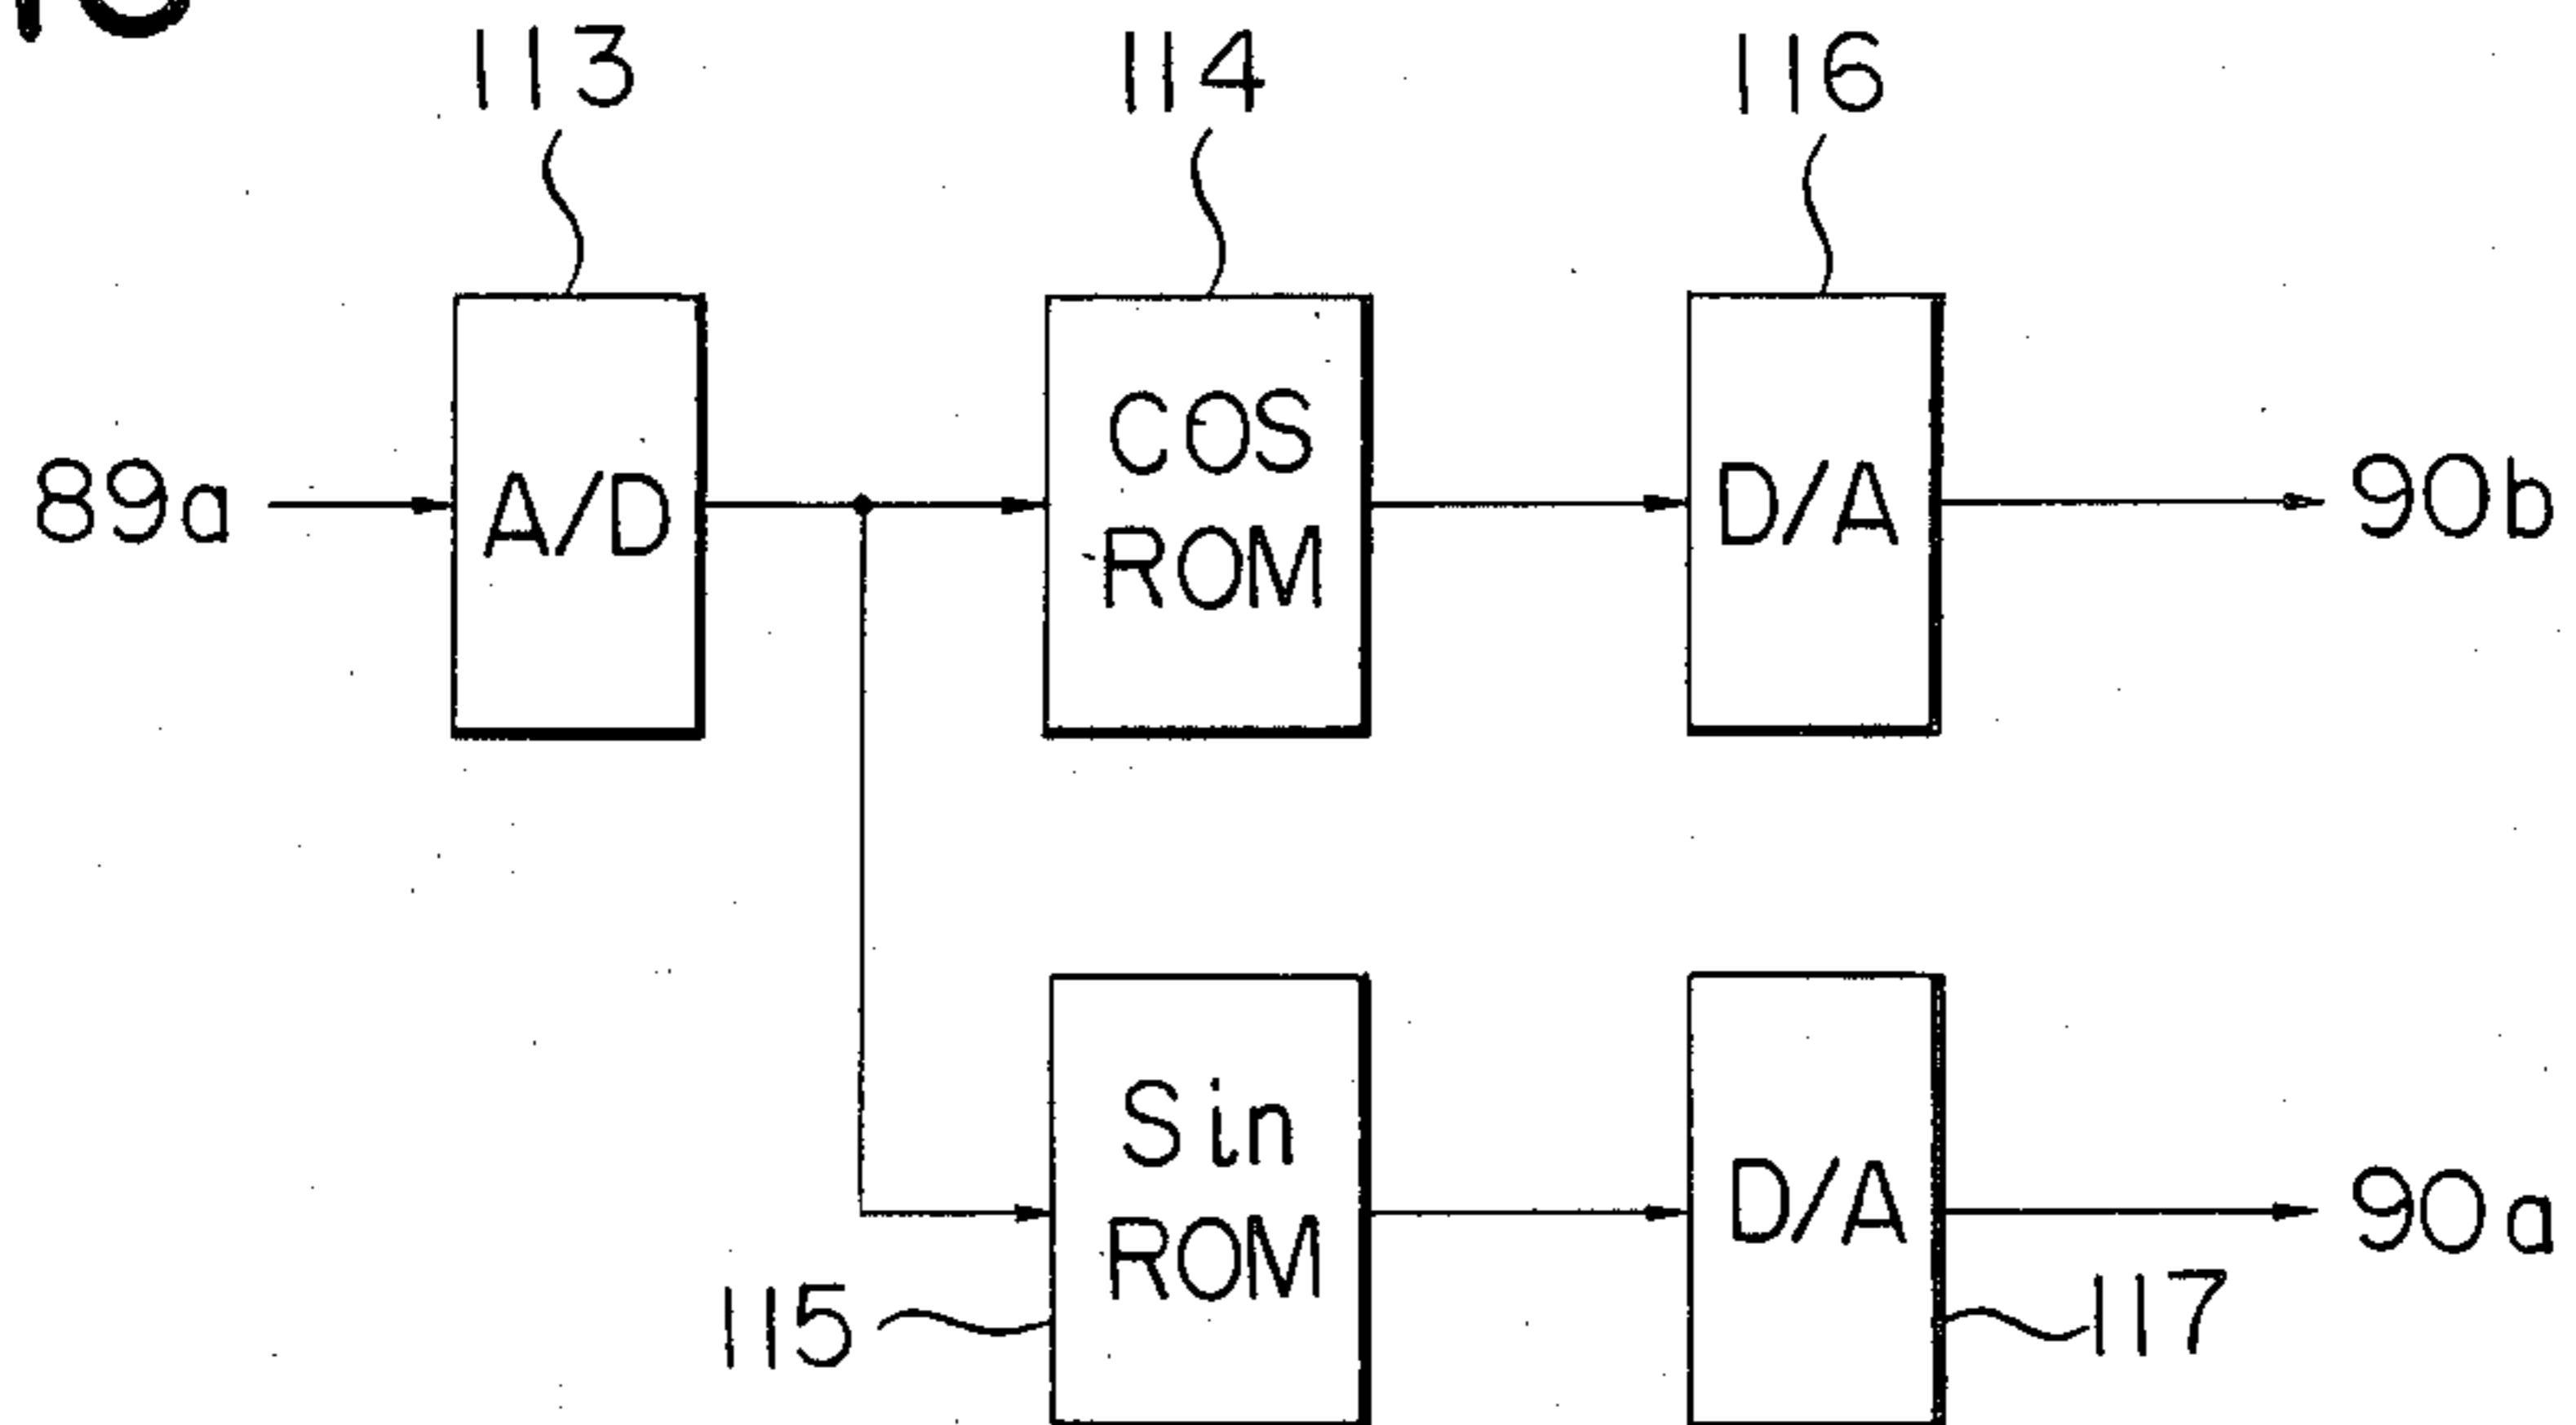 113
114
116
89a
A/D
COS
ROM
D/A
90b
Sin
ROM
D/A
90a
115
117